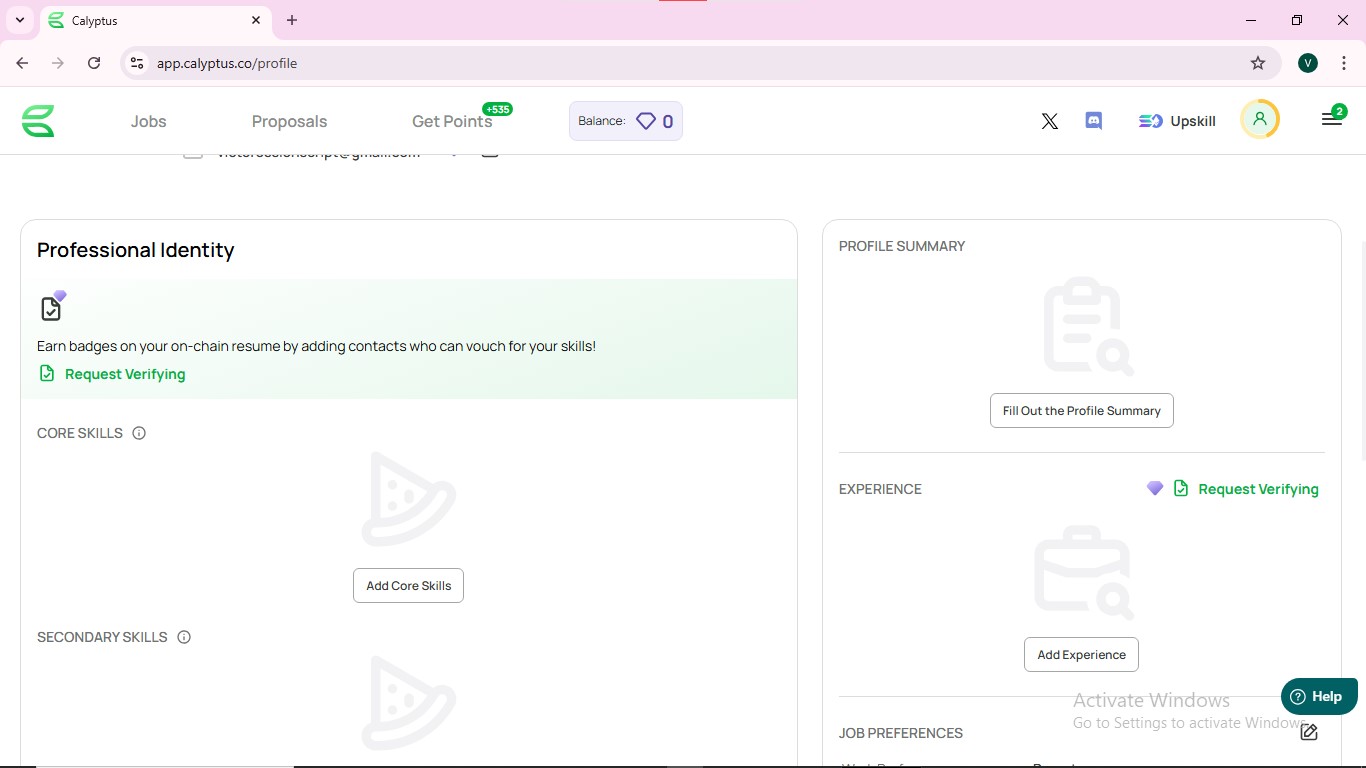 Calyptus
app.calyptus.co/profile
V
Jobs
Proposals
Get Points
+535
Balance: 0
Upskill
2
Professional Identity
Earn badges on your on-chain resume by adding contacts who can vouch for your skills!
Request Verifying
CORE SKILLS
Add Core Skills
SECONDARY SKILLS
PROFILE SUMMARY
Fill Out the Profile Summary
EXPERIENCE
Request Verifying
Add Experience
Activate Windows
Go to Settings to activate Windows.
Help
JOB PREFERENCES